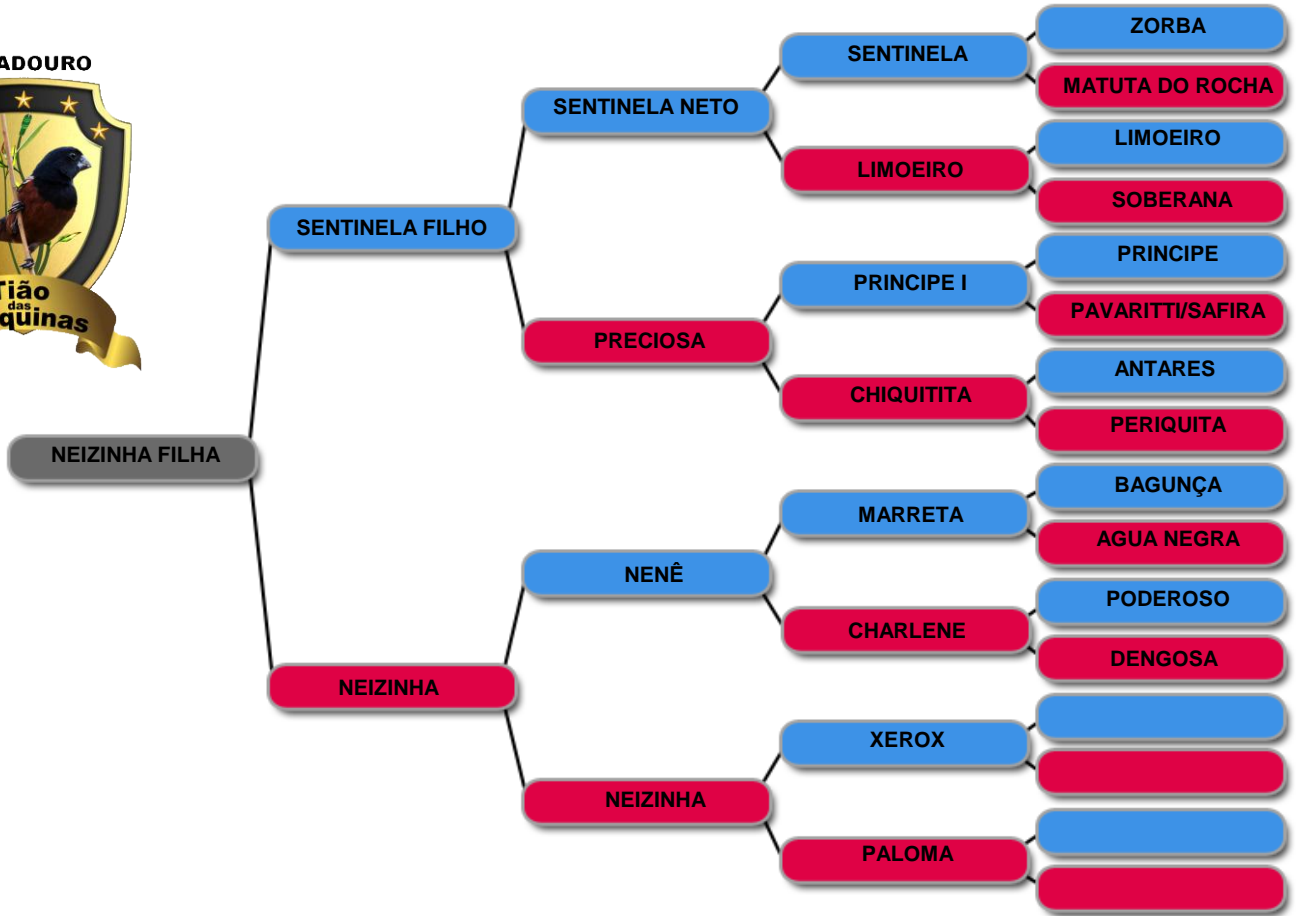 ADOURO
Tião
das
quinas
NEIZINHA FILHA
SENTINELA FILHO
NEIZINHA
SENTINELA NETO
PRECIOSA
NENÊ
NEIZINHA
SENTINELA
LIMOEIRO
PRINCIPE I
CHIQUITITA
MARRETA
CHARLENE
XEROX
PALOMA
ZORBA
MATUTA DO ROCHA
LIMOEIRO
SOBERANA
PRINCIPE
PAVARITTI/SAFIRA
ANTARES
PERIQUITA
BAGUNÇA
AGUA NEGRA
PODEROSO
DENGOSA